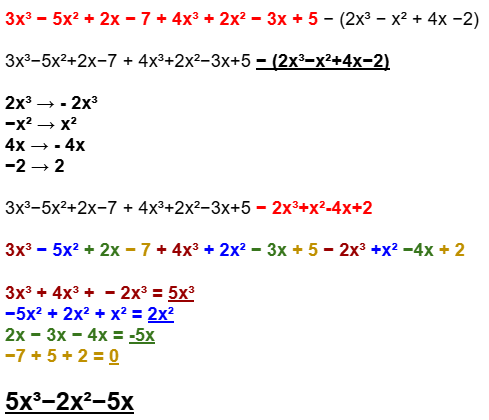 3x³ − 5x² + 2x − 7 + 4x³ + 2x² − 3x + 5 − (2x³ − x² + 4x −2)
3x³−5x²+2x−7 + 4x³+2x²−3x+5 − (2x³−x²+4x−2)
2x³ → - 2x³
−x² → x²
4x → - 4x
−2 → 2
3x³−5x²+2x−7 + 4x³+2x²−3x+5 − 2x³+x²-4x+2
3x³ − 5x² + 2x − 7 + 4x³ + 2x² − 3x + 5 − 2x³ +x² −4x + 2
3x³ + 4x³ + − 2x³ = 5x³
−5x² + 2x² + x² = 2x²
2x − 3x − 4x = -5x
−7 + 5 + 2 = 0
5x³−2x²−5x